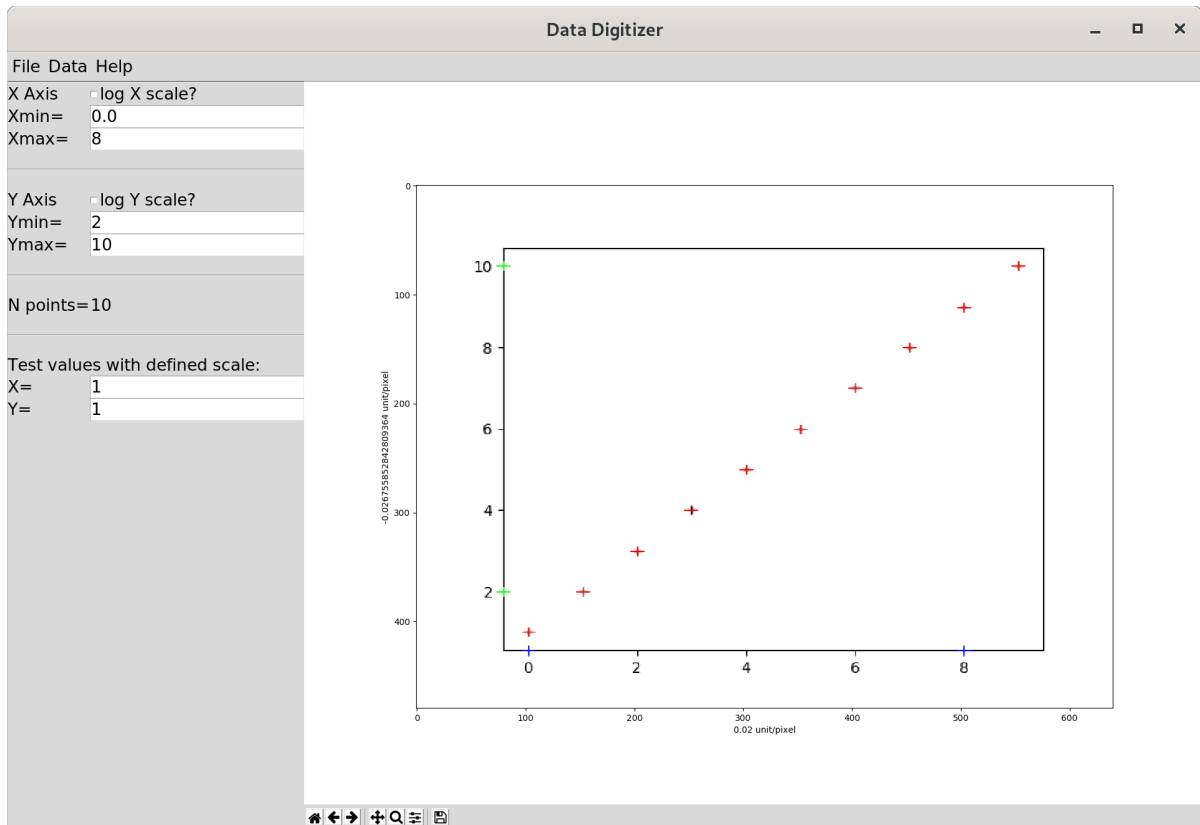 Data Digitizer
File Data Help
X Axis log X scale?
Xmin= 0.0
Xmax= 8
Y Axis log Y scale?
Ymin= 2
Ymax= 10
N points=10
Test values with defined scale:
X= 1
Y= 1
0
100
200
300
400
-0.0267558528428093​64 unit/pixel
10
8
6
4
2
0 2 4 6 8
0 100 200 300 400 500 600
0.02 unit/pixel